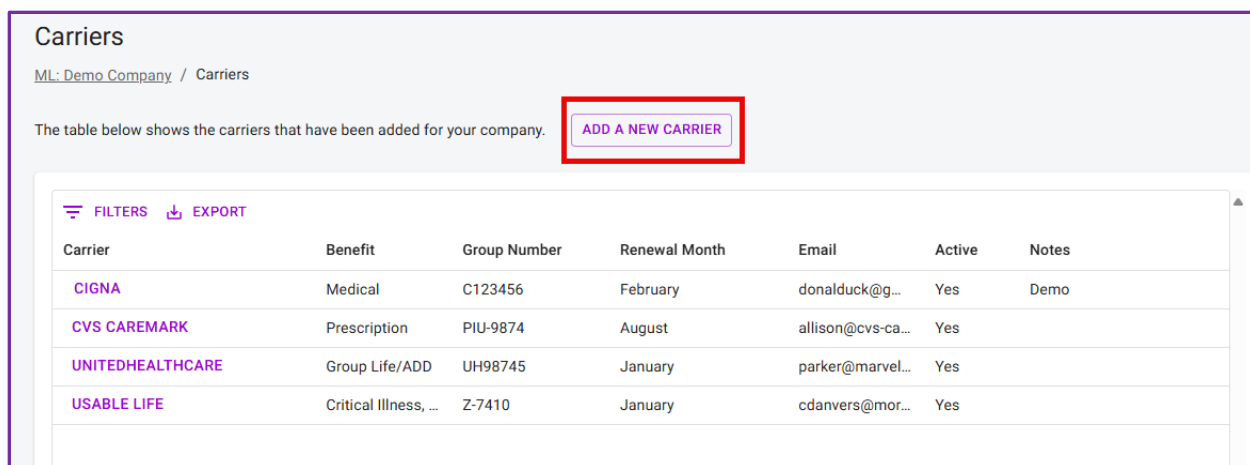 Carriers
ML: Demo Company / Carriers
The table below shows the carriers that have been added for your company. ADD A NEW CARRIER
FILTERS EXPORT
Carrier Benefit Group Number Renewal Month Email Active Notes
CIGNA Medical C123456 February donalduck@g... Yes Demo
CVS CAREMARK Prescription PIU-9874 August allison@cvs-ca... Yes
UNITEDHEALTHCARE Group Life/ADD UH98745 January parker@marvel... Yes
USABLE LIFE Critical Illness, ... Z-7410 January cdanvers@mor... Yes